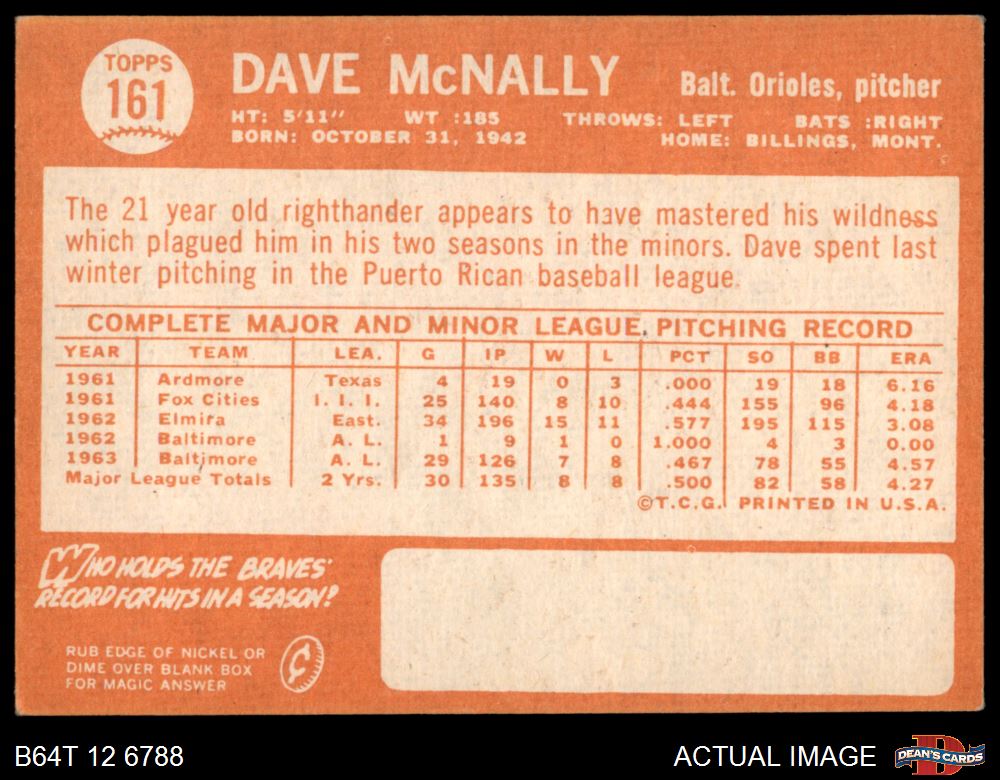 TOPPS
161
DAVE McNALLY
Balt. Orioles, pitcher
HT: 5'11" WT :185 THROWS: LEFT BATS :RIGHT
BORN: OCTOBER 31, 1942 HOME: BILLINGS, MONT.
The 21 year old righthander appears to have mastered his wildness
which plagued him in his two seasons in the minors. Dave spent last
winter pitching in the Puerto Rican baseball league.
COMPLETE MAJOR AND MINOR LEAGUE PITCHING RECORD
YEAR TEAM LEA. G IP W L PCT SO BB ERA
1961 Ardmore Texas 4 19 0 3 .000 19 18 6.16
1961 Fox Cities I. I. I. 25 140 8 10 .444 155 96 4.18
1962 Elmira East. 34 196 15 11 .577 195 115 3.08
1962 Baltimore A. L. 1 9 1 0 1.000 4 3 0.00
1963 Baltimore A. L. 29 126 7 8 .467 78 55 4.57
Major League Totals 2 Yrs. 30 135 8 8 .500 82 58 4.27
©T.C.G. PRINTED IN U.S.A.
WHO HOLDS THE BRAVES'
RECORD FOR HITS IN A SEASON?
RUB EDGE OF NICKEL OR
DIME OVER BLANK BOX
FOR MAGIC ANSWER
¢
B64T 12 6788
ACTUAL IMAGE
D
DEAN'S CARDS